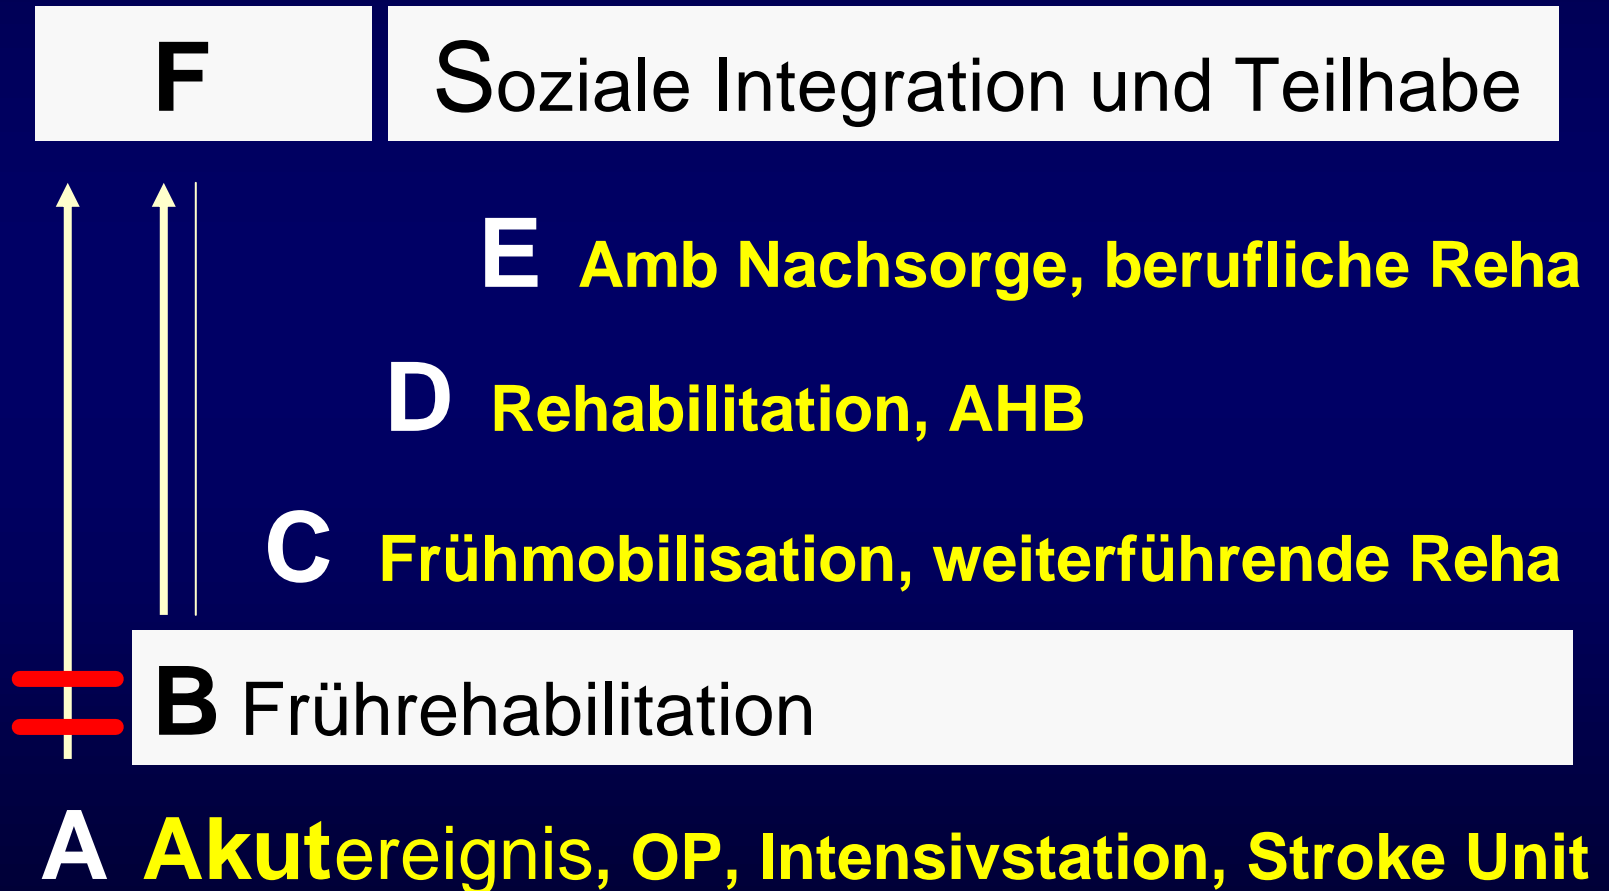 F Soziale Integration und Teilhabe
E Amb Nachsorge, berufliche Reha
D Rehabilitation, AHB
C Frühmobilisation, weiterführende Reha
B Frührehabilitation
A Akutereignis, OP, Intensivstation, Stroke Unit